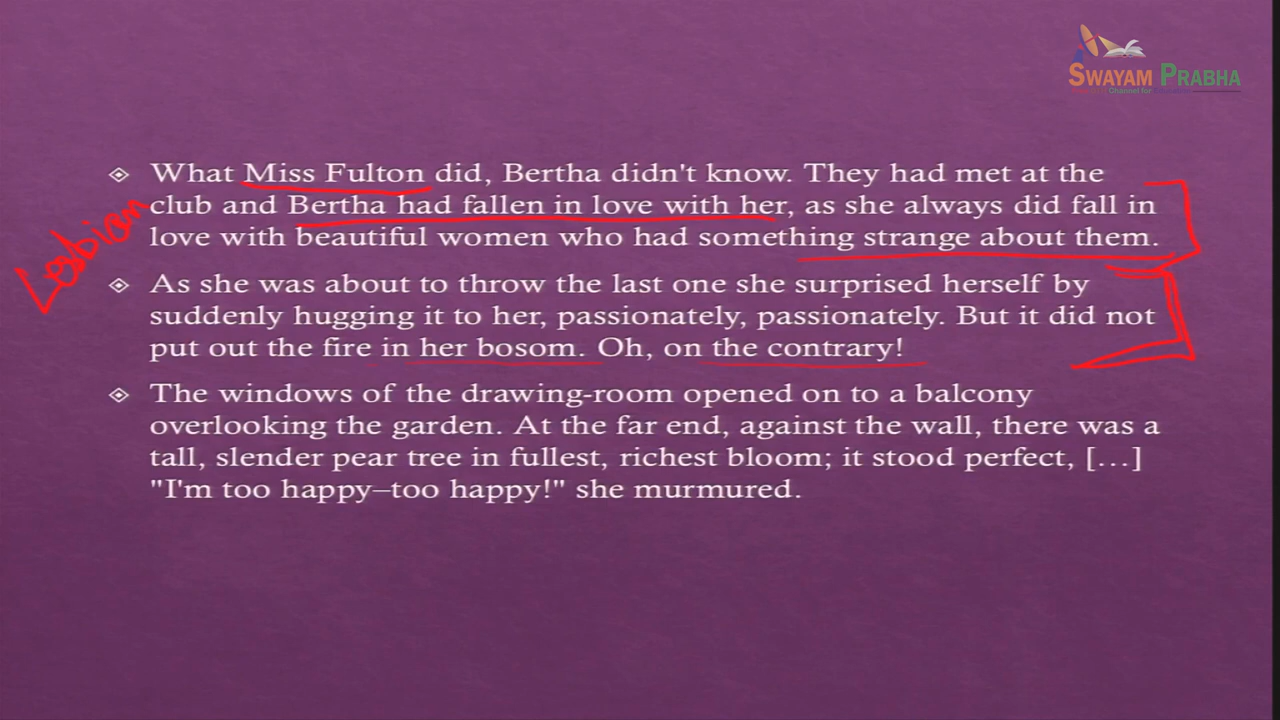 SWAYAM PRABHA
What Miss Fulton did, Bertha didn't know. They had met at the
club and Bertha had fallen in love with her, as she always did fall in
love with beautiful women who had something strange about them.
Lesbian
As she was about to throw the last one she surprised herself by
suddenly hugging it to her, passionately, passionately. But it did not
put out the fire in her bosom. Oh, on the contrary!
The windows of the drawing-room opened on to a balcony
overlooking the garden. At the far end, against the wall, there was a
tall, slender pear tree in fullest, richest bloom; it stood perfect, […]
"I'm too happy–too happy!" she murmured.